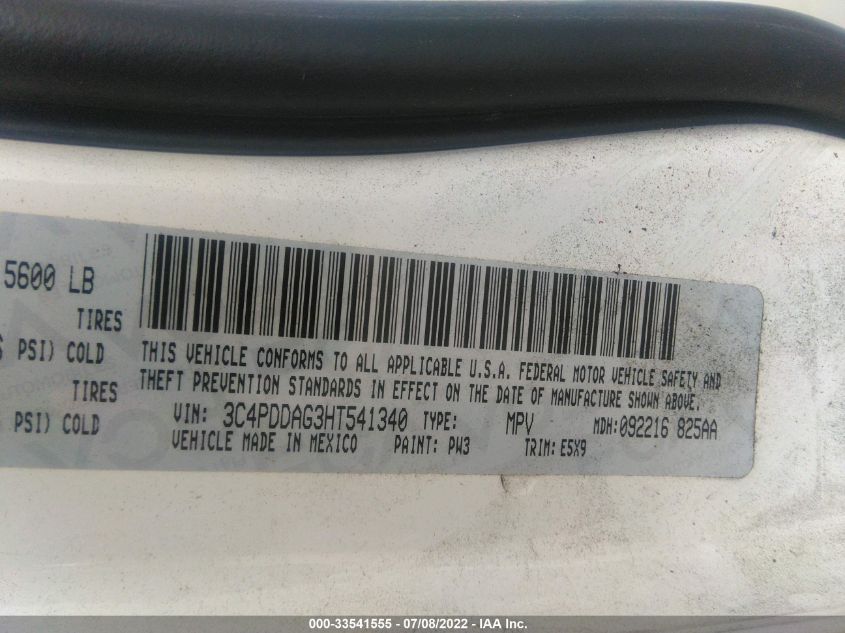 5600 LB
TIRES
PSI) COLD
TIRES
PSI) COLD
THIS VEHICLE CONFORMS TO ALL APPLICABLE U.S.A. FEDERAL MOTOR VEHICLE SAFETY AND
THEFT PREVENTION STANDARDS IN EFFECT ON THE DATE OF MANUFACTURE SHOWN ABOVE.
VIN: 3C4PDDAG3HT541340 TYPE: MPV MDH:092216 825AA
VEHICLE MADE IN MEXICO PAINT: PW3 TRIM: E5X9
000-33541555 - 07/08/2022 - IAA Inc.